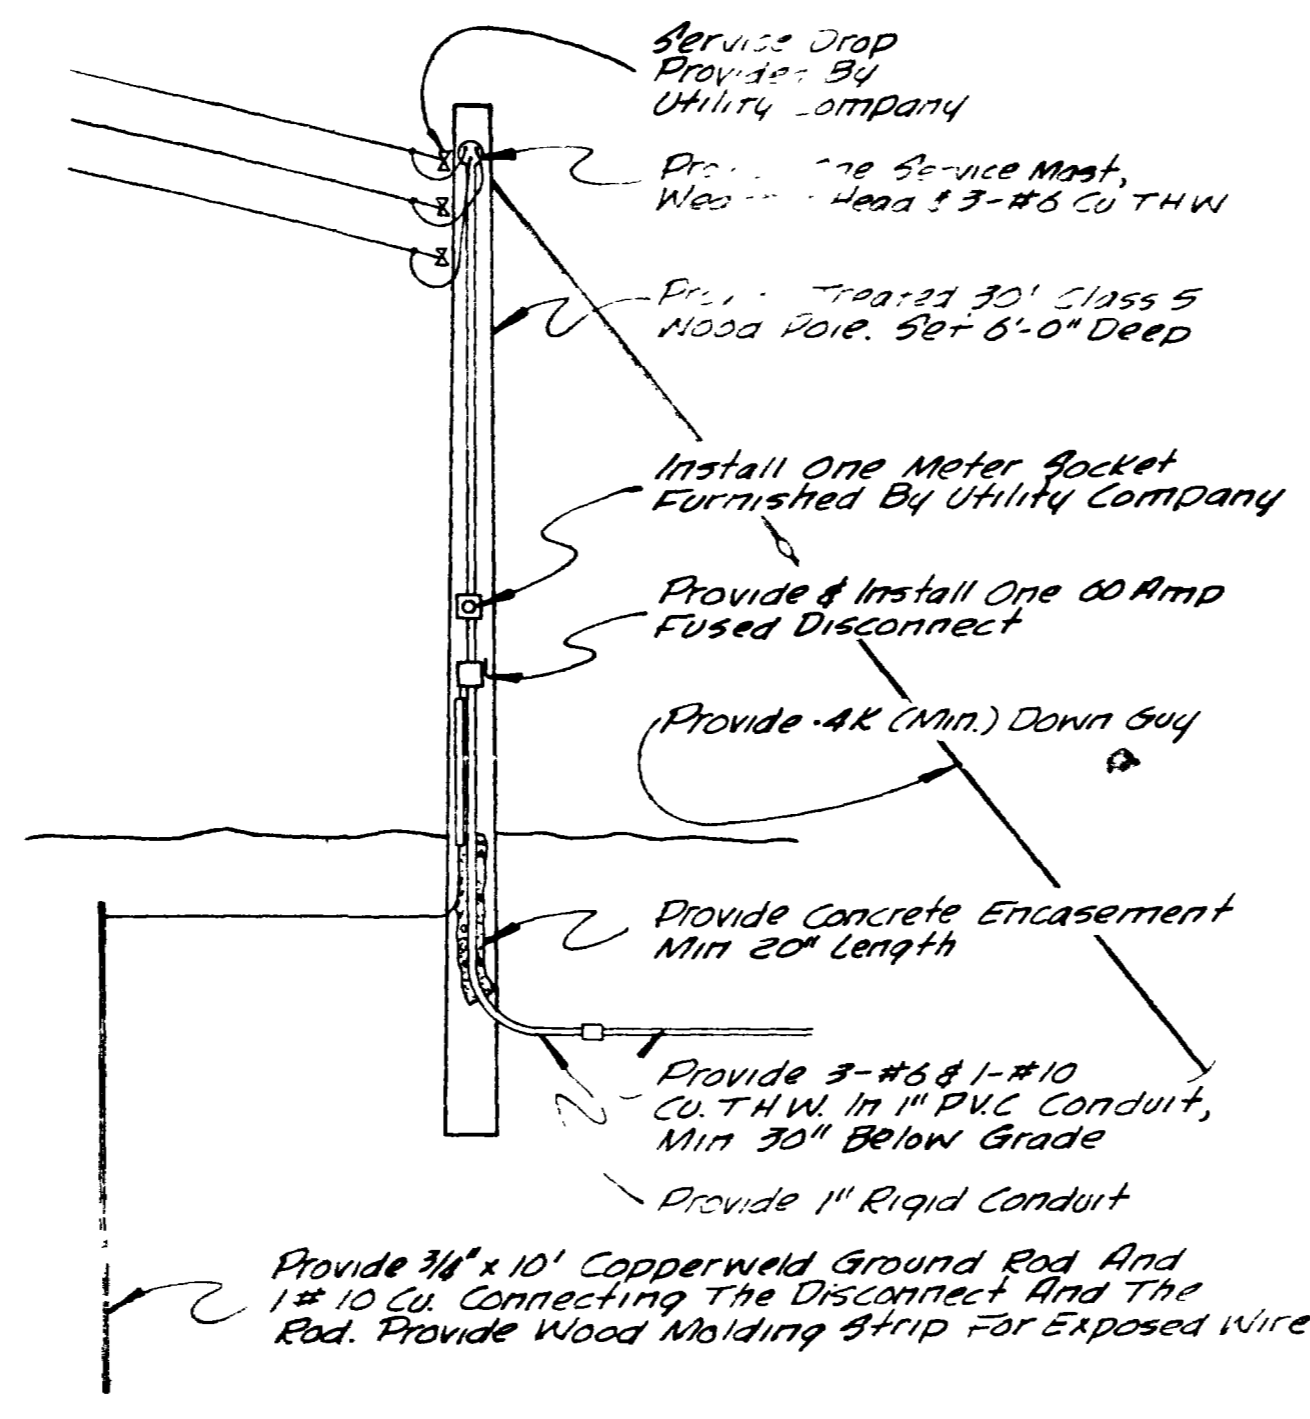 Service Drop
Provided By
Utility Company
Service Mast,
Head & 3-#6 Cu THW
Treated 30' Class 5
Wood Pole. Set 6'-0" Deep
Install One Meter Socket
Furnished By Utility Company
Provide & Install One 60 Amp
Fused Disconnect
Provide .4K (Min.) Down Guy
Provide Concrete Encasement
Min 20" Length
Provide 3-#6 & 1-#10
Cu. T H W. In 1" P.V.C Conduit,
Min 30" Below Grade
Provide 1" Rigid Conduit
Provide 3/4" x 10' Copperweld Ground Rod And
1 # 10 Cu. Connecting The Disconnect And The
Rod. Provide Wood Molding Strip For Exposed Wire